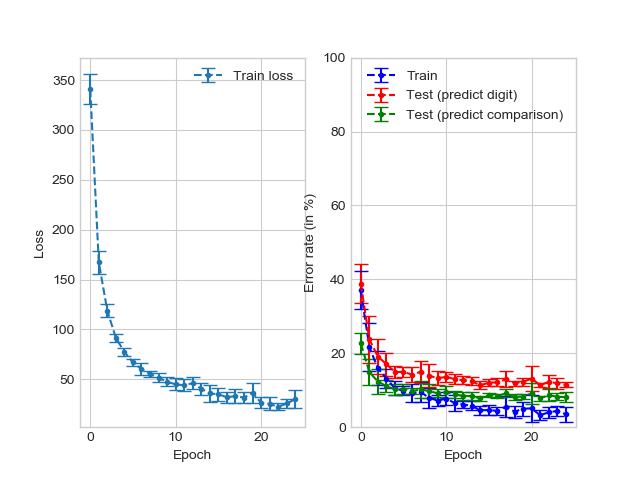 350
300
250
200
150
100
50
0
10
20
Loss
Epoch
Train loss
100
80
60
40
20
0
0
10
20
Error rate (in %)
Epoch
Train
Test (predict digit)
Test (predict comparison)